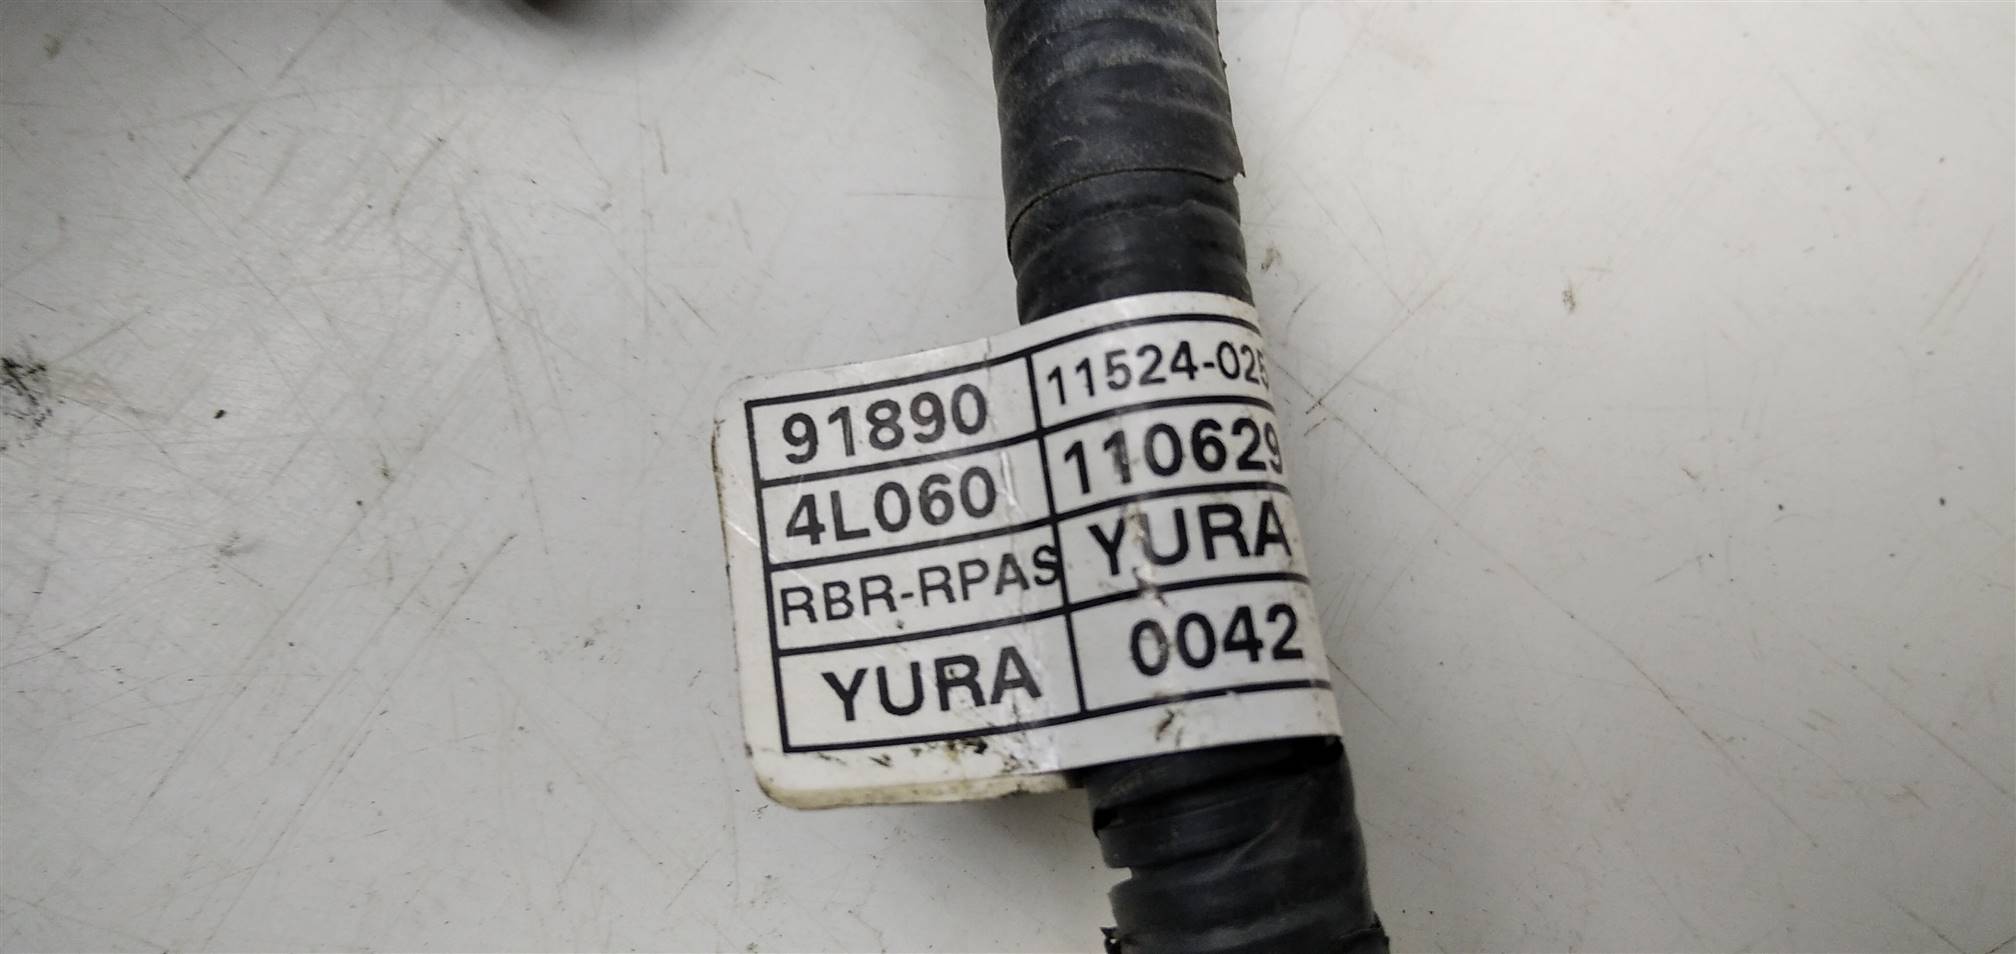 91890 11524-025
4L060 110629
RBR-RPAS YURA
YURA 0042